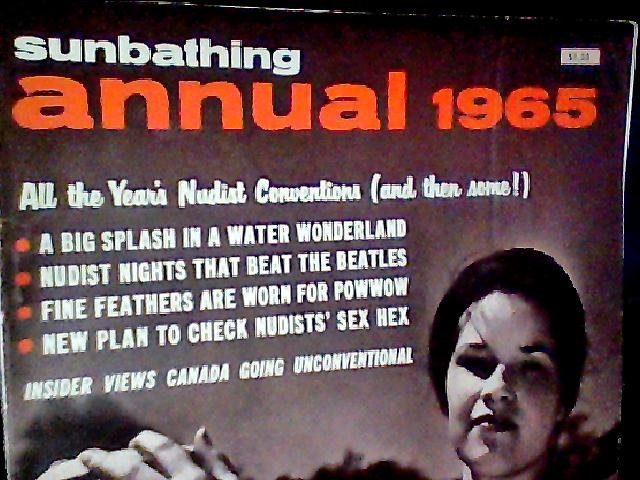 sunbathing
annual 1965
All the Year's Nudist Conventions (and then some!)
A BIG SPLASH IN A WATER WONDERLAND
NUDIST NIGHTS THAT BEAT THE BEATLES
FINE FEATHERS ARE WORN FOR POWWOW
NEW PLAN TO CHECK NUDISTS' SEX HEX
INSIDER VIEWS CANADA GOING UNCONVENTIONAL